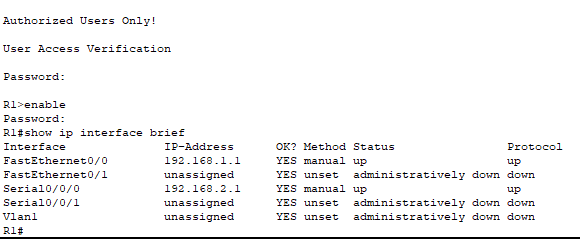 Authorized Users Only!
User Access Verification
Password:
R1>enable
Password:
R1#show ip interface brief
Interface IP-Address OK? Method Status Protocol
FastEthernet0/0 192.168.1.1 YES manual up up
FastEthernet0/1 unassigned YES unset administratively down down
Serial0/0/0 192.168.2.1 YES manual up up
Serial0/0/1 unassigned YES unset administratively down down
Vlan1 unassigned YES unset administratively down down
R1#